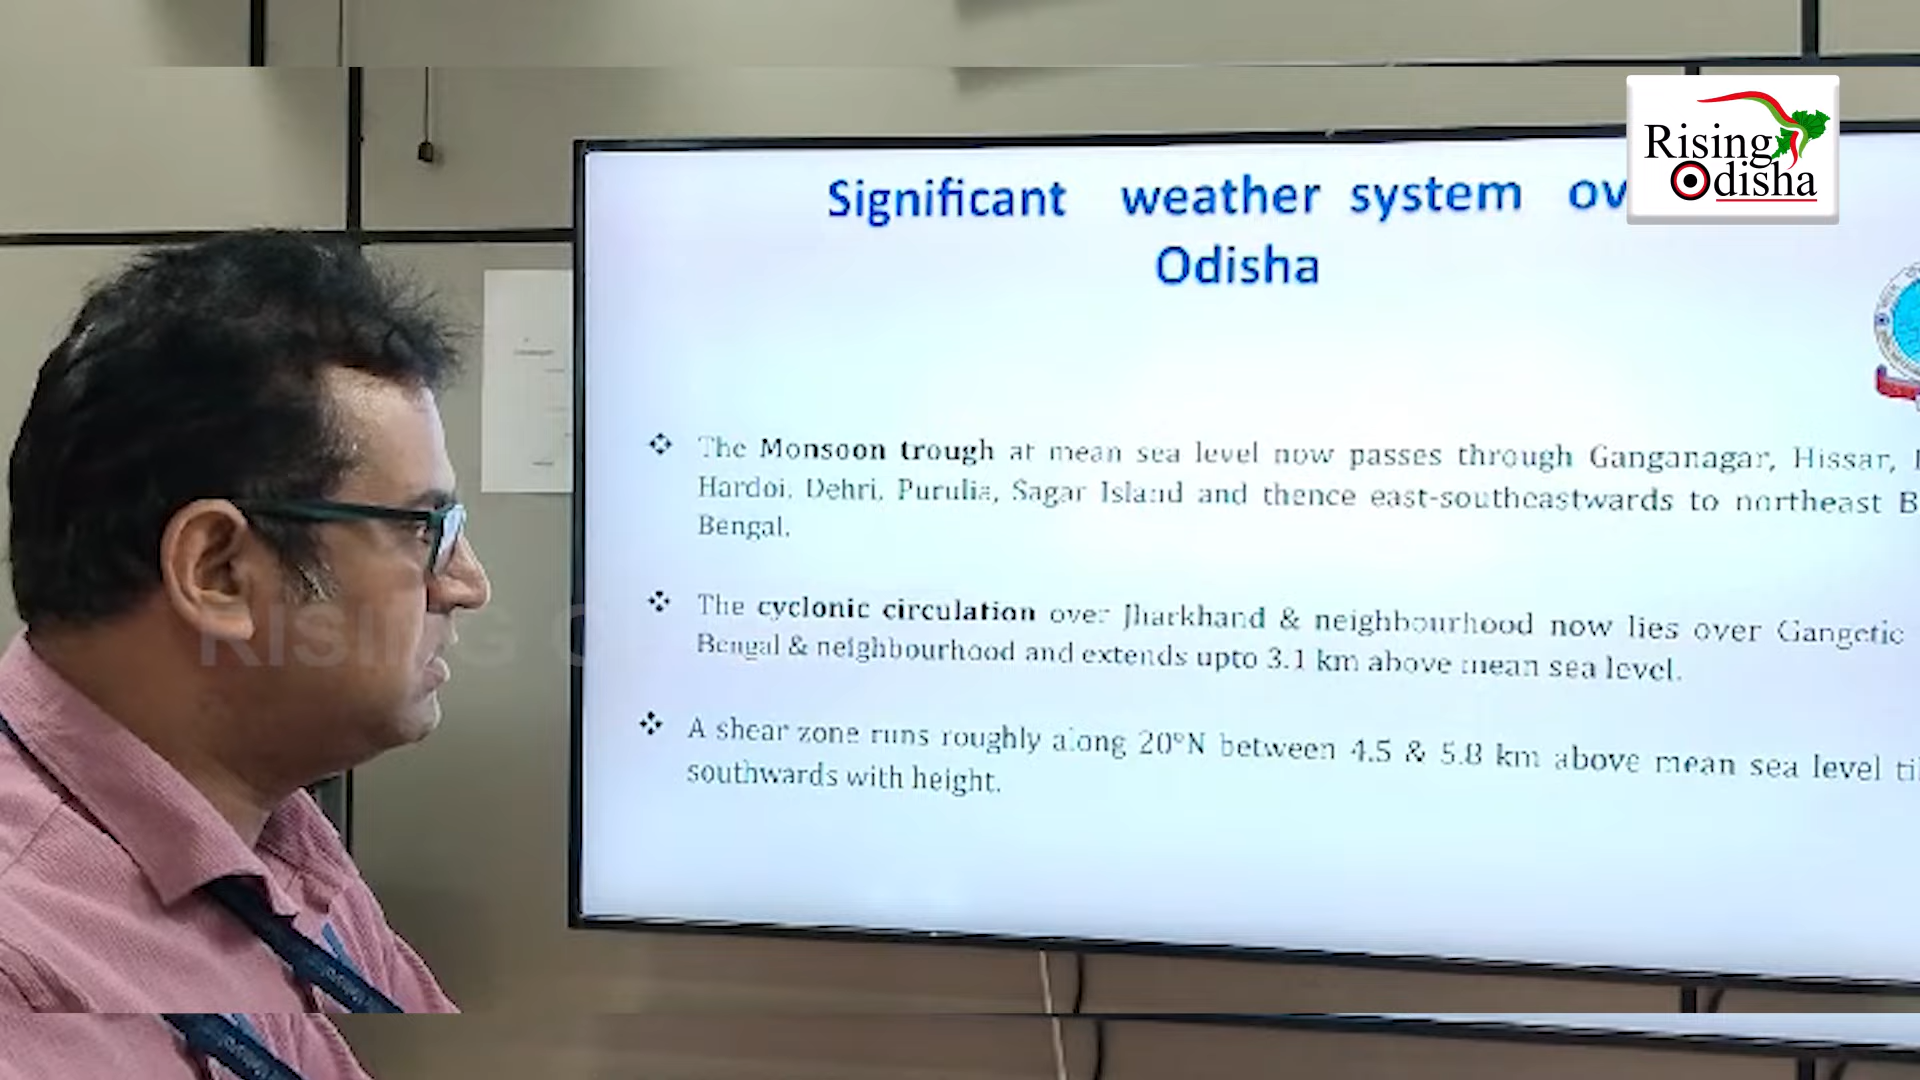 Rising
Odisha
Significant weather system ov
Odisha
The Monsoon trough at mean sea level now passes through Ganganagar, Hissar,
Hardoi, Dehri, Purulia, Sagar Island and thence east-southeastwards to northeast B
Bengal.
The cyclonic circulation over Jharkhand & neighbourhood now lies over Gangetic
Bengal & neighbourhood and extends upto 3.1 km above mean sea level.
A shear zone runs roughly along 20°N between 4.5 & 5.8 km above mean sea level til
southwards with height.
RISING O